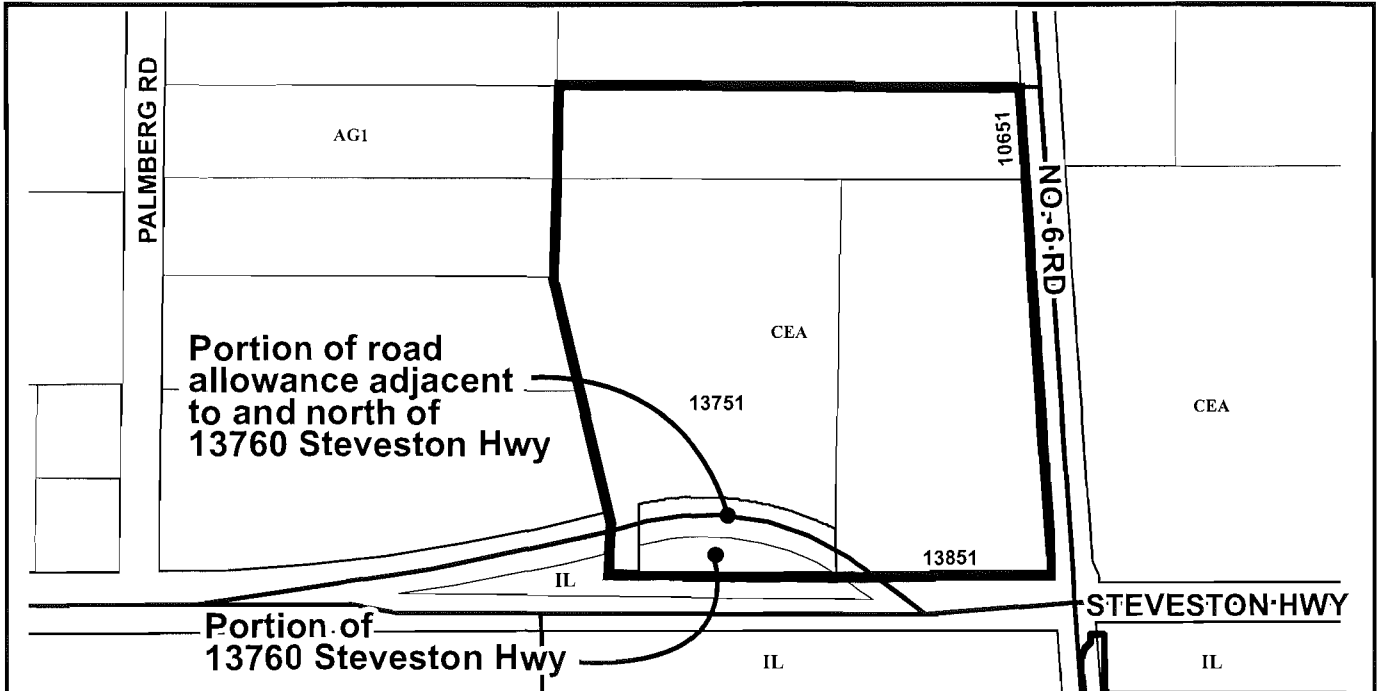 PALMBERG RD
AG1
10651
NO. 6 RD
CEA
Portion of road
allowance adjacent
to and north of
13760 Steveston Hwy
13751
CEA
13851
IL
STEVESTON HWY
Portion of
13760 Steveston Hwy
IL
IL